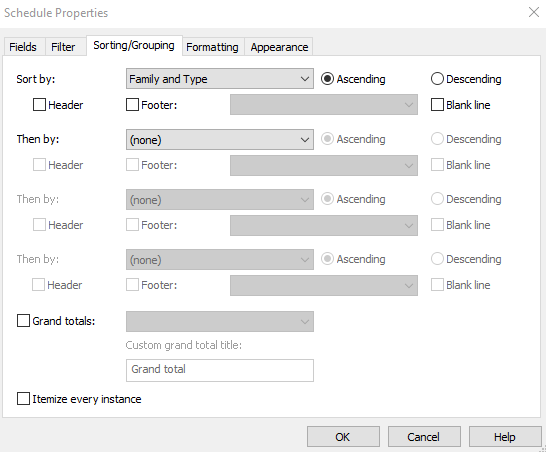 Schedule Properties
Fields Filter Sorting/Grouping Formatting Appearance
Sort by: Family and Type Ascending Descending
Header Footer: Blank line
Then by: (none) Ascending Descending
Header Footer: Blank line
Then by: (none) Ascending Descending
Header Footer: Blank line
Then by: (none) Ascending Descending
Header Footer: Blank line
Grand totals:
Custom grand total title:
Grand total
Itemize every instance
OK Cancel Help